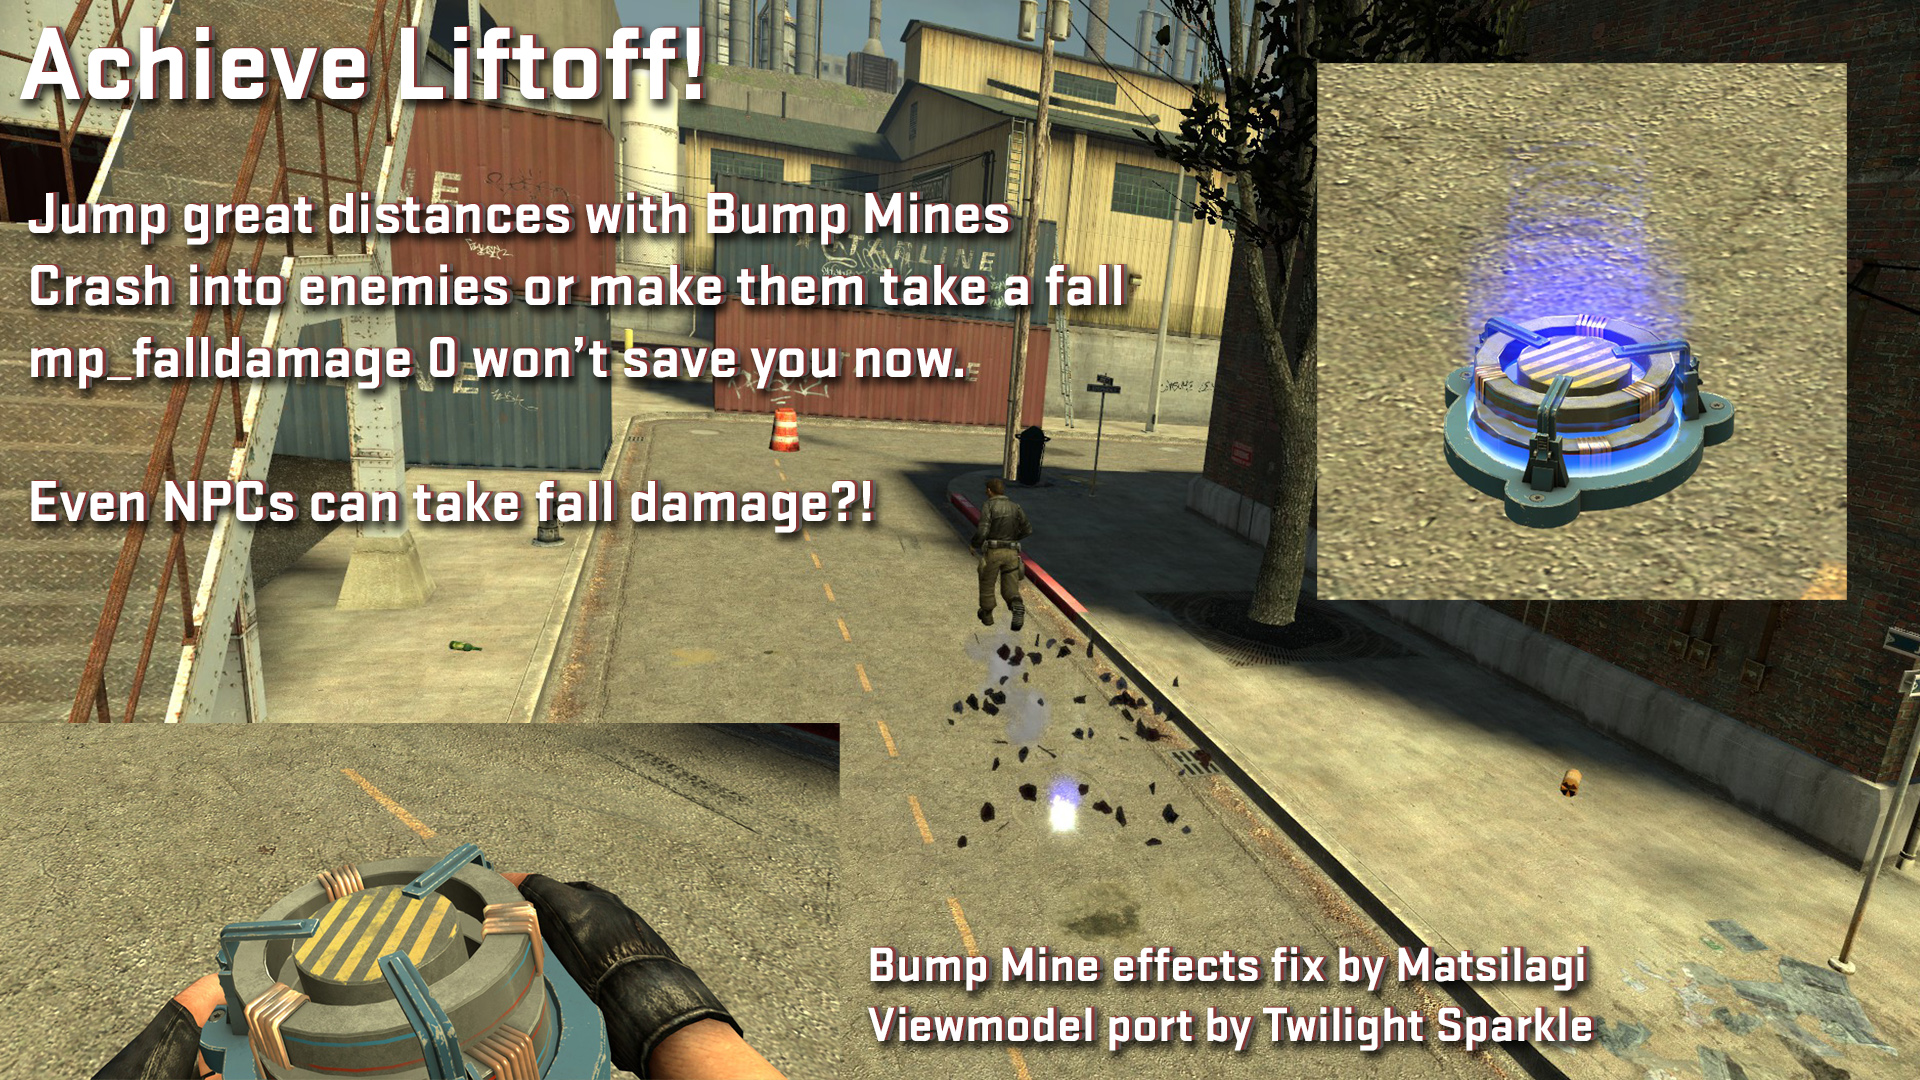 Achieve Liftoff!
Jump great distances with Bump Mines
Crash into enemies or make them take a fall
mp_falldamage 0 won't save you now.
Even NPCs can take fall damage?!
Bump Mine effects fix by Matsilagi
Viewmodel port by Twilight Sparkle